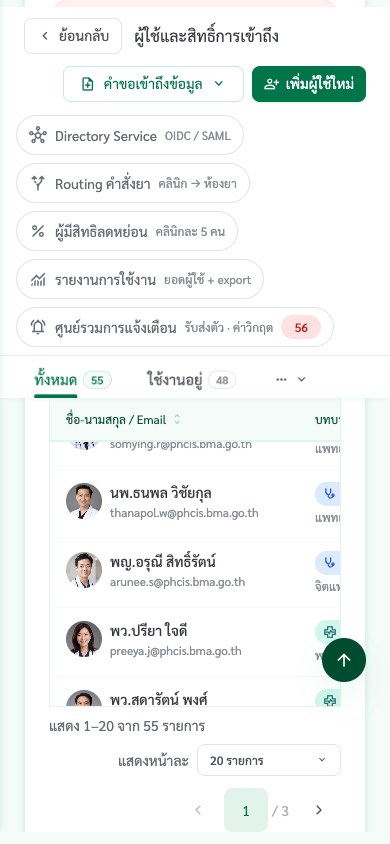 ย้อนกลับ ผู้ใช้และสิทธิ์การเข้าถึง
คำขอเข้าถึงข้อมูล เพิ่มผู้ใช้ใหม่
Directory Service OIDC / SAML
Routing คำสั่งยา คลินิก → ห้องยา
ผู้มีสิทธิลดหย่อน คลินิกละ 5 คน
รายงานการใช้งาน ยอดผู้ใช้ + export
ศูนย์รวมการแจ้งเตือน รับส่งตัว · ค่าวิกฤต 56
ทั้งหมด 55 ใช้งานอยู่ 48 ···
ชื่อ-นามสกุล / Email
somying.r@phcis.bma.go.th
นพ.ธนพล วิชัยกุล
thanapol.w@phcis.bma.go.th
พญ.อรุณี สิทธิ์รัตน์
arunee.s@phcis.bma.go.th
พว.ปรียา ใจดี
preeya.j@phcis.bma.go.th
พว.สุดารัตน์ พงศ์
แสดง 1–20 จาก 55 รายการ
แสดงหน้าละ 20 รายการ
1 / 3